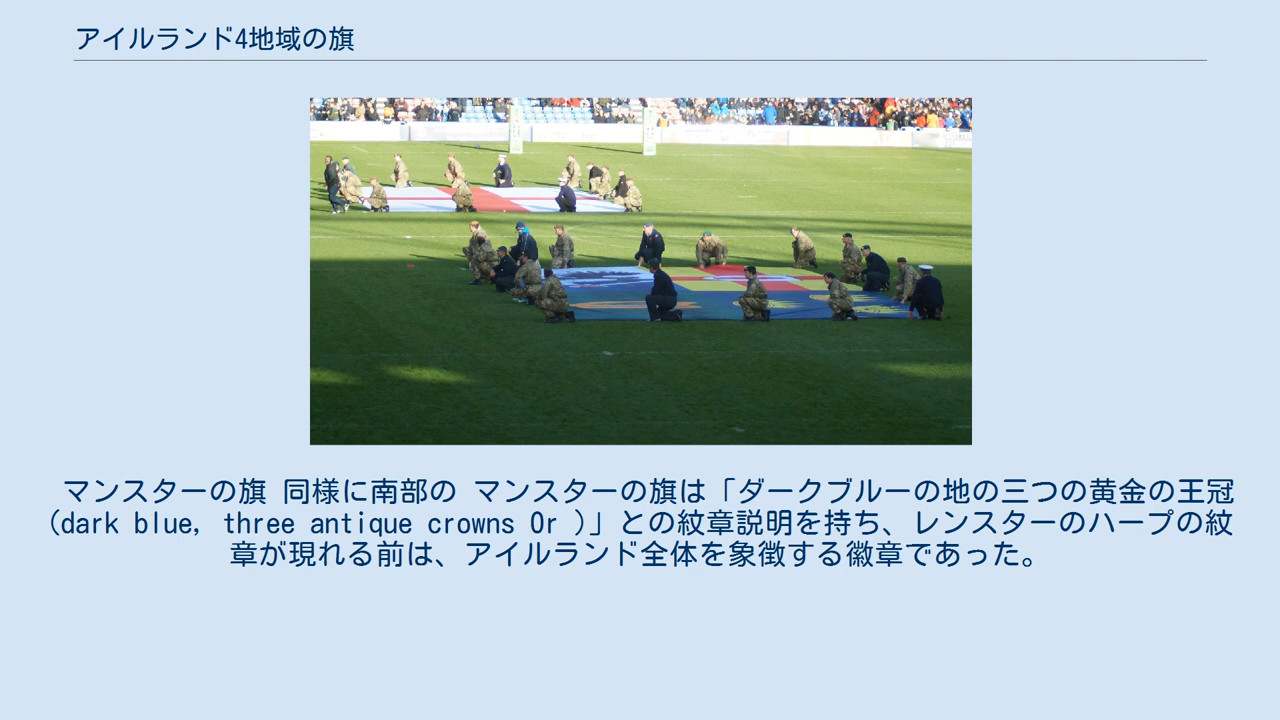 アイルランド4地域の旗
マンスターの旗 同様に南部の マンスターの旗は「ダークブルーの地の三つの黄金の王冠
(dark blue, three antique crowns Or )」との紋章説明を持ち、レンスターのハープの紋
章が現れる前は、アイルランド全体を象徴する徽章であった。